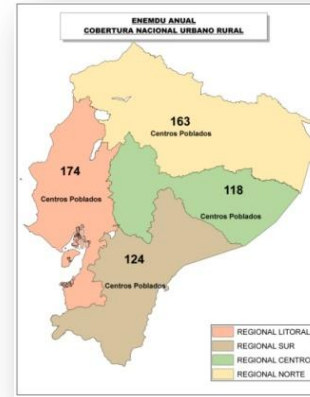 ENEMDU ANUAL
COBERTURA NACIONAL URBANO RURAL
163
Centros Poblados
174
Centros Poblados
118
Centros Poblados
124
Centros Poblados
REGIONAL LITORAL
REGIONAL SUR
REGIONAL CENTRO
REGIONAL NORTE